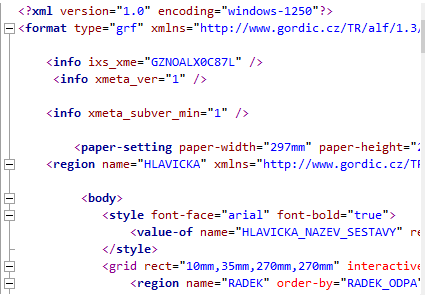 <?xml version="1.0" encoding="windows-1250"?>
<format type="grf" xmlns="http://www.gordic.cz/TR/alf/1.3/
<info ixs_xme="GZNOALX0C87L" />
<info xmeta_ver="1" />
<info xmeta_subver_min="1" />
<paper-setting paper-width="297mm" paper-height="2
<region name="HLAVICKA" xmlns="http://www.gordic.cz/TR
<body>
<style font-face="arial" font-bold="true">
<value-of name="HLAVICKA_NAZEV_SESTAVY" re
</style>
<grid rect="10mm,35mm,270mm,270mm" interactive
<region name="RADEK" order-by="RADEK_ODPA